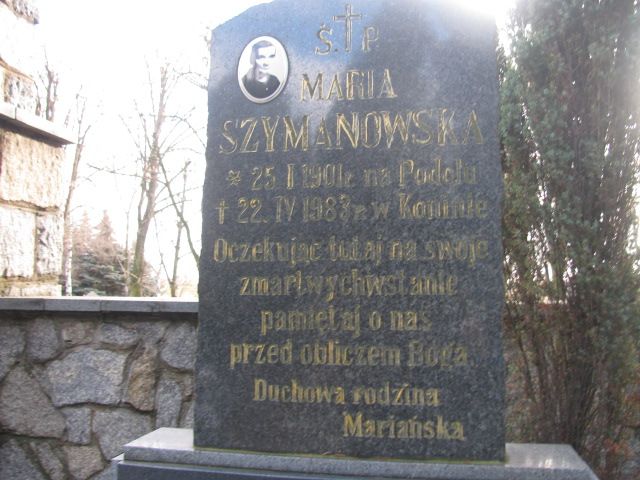 Ś. P.
MARIA
SZYMANOWSKA
* 25. I 1901r. na Podolu
† 22. IV 1983r. w Koninie
Oczekując tutaj na swoje
zmartwychwstanie
pamiętaj o nas
przed obliczem Boga
Duchowa rodzina
Mariańska